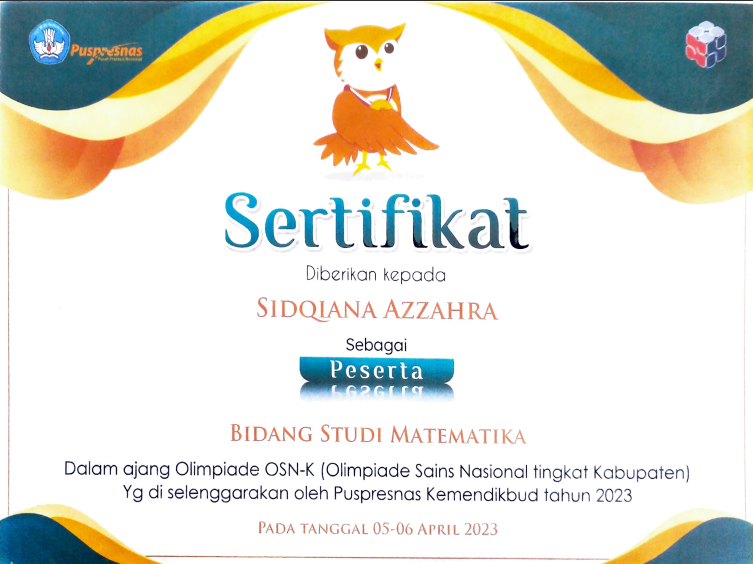 Puspresnas
Sertifikat
Diberikan kepada
SIDQIANA AZZAHRA
Sebagai
Peserta
BIDANG STUDI MATEMATIKA
Dalam ajang Olimpiade OSN-K (Olimpiade Sains Nasional tingkat Kabupaten)
Yg di selenggarakan oleh Puspresnas Kemendikbud tahun 2023
PADA TANGGAL 05-06 APRIL 2023